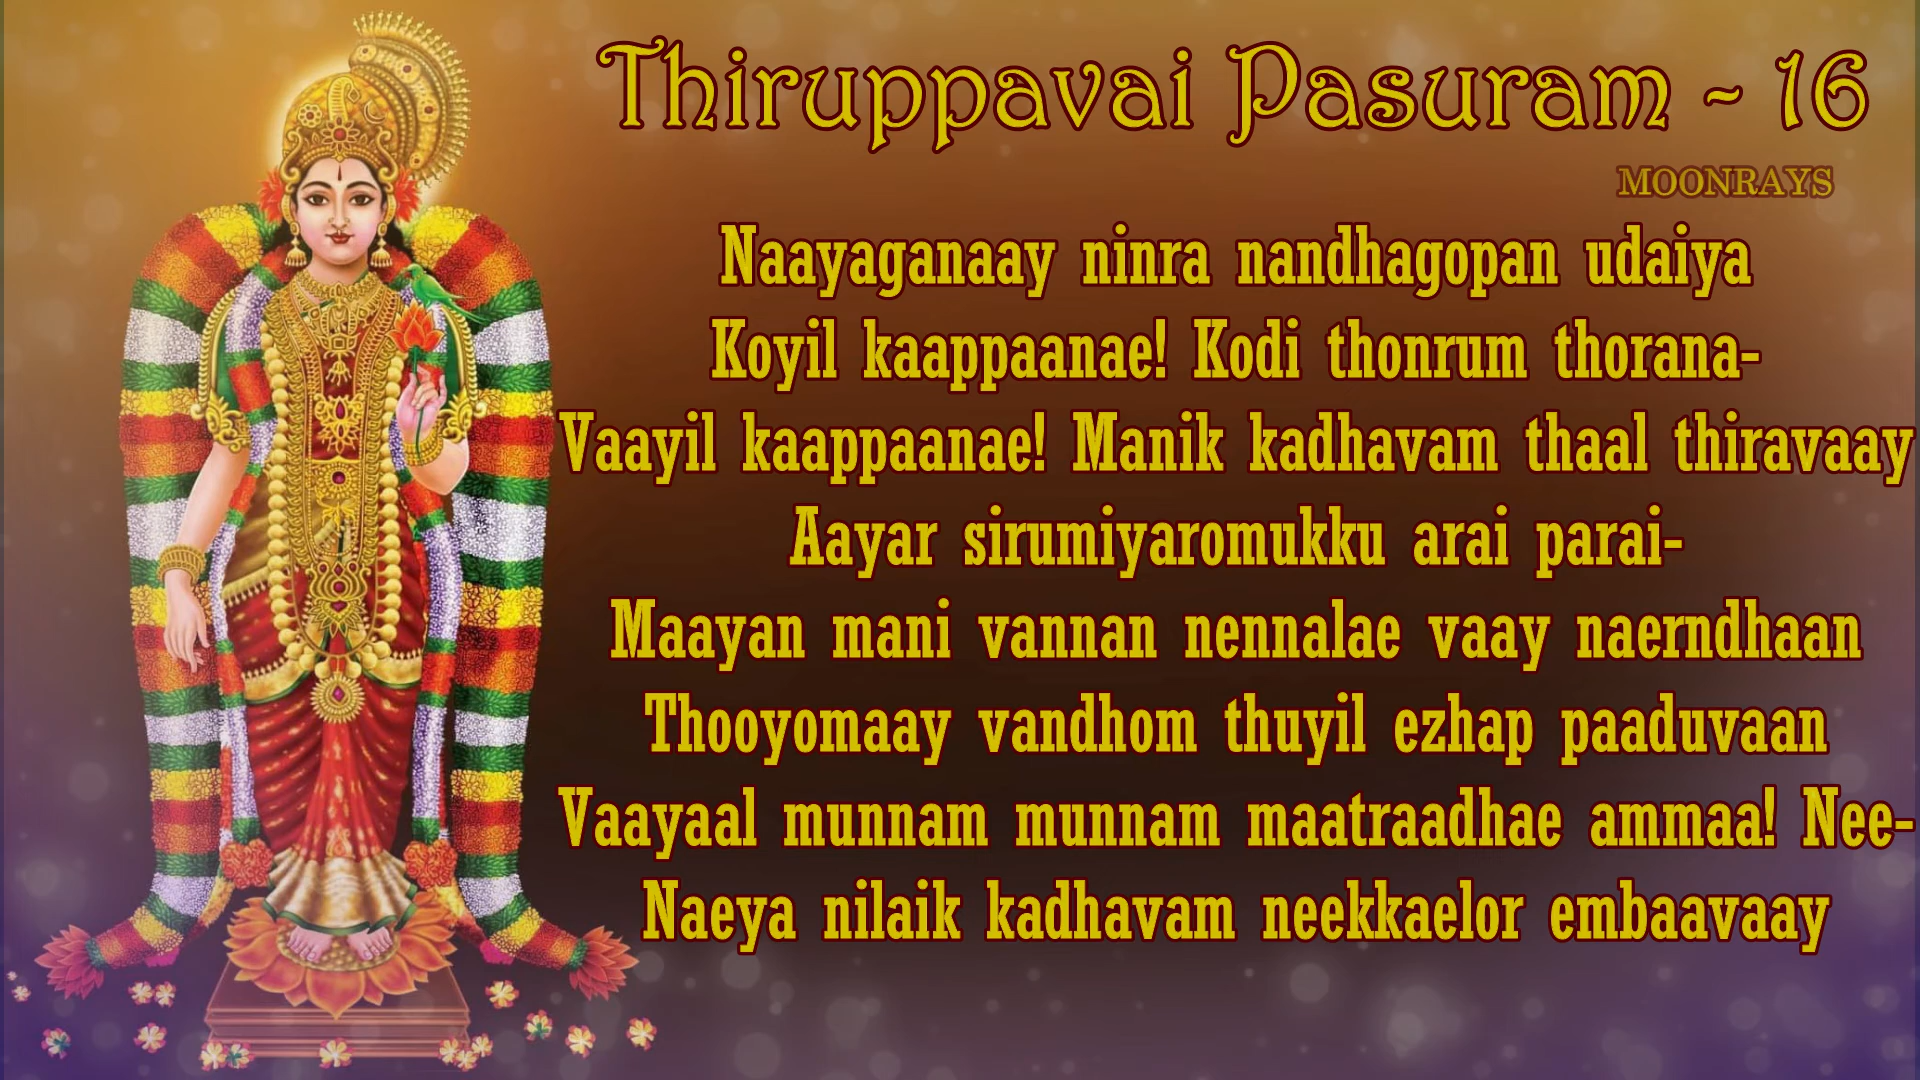 Thiruppavai Pasuram ~ 16
MOONRAYS
Naayaganaay ninra nandhagopan udaiya
Koyil kaappaanae! Kodi thonrum thorana-
Vaayil kaappaanae! Manik kadhavam thaal thiravaay
Aayar sirumiyaromukku arai parai-
Maayan mani vannan nennalae vaay naerndhaan
Thooyomaay vandhom thuyil ezhap paaduvaan
Vaayaal munnam munnam maatraadhae ammaa! Nee-
Naeya nilaik kadhavam neekkaelor embaavaay